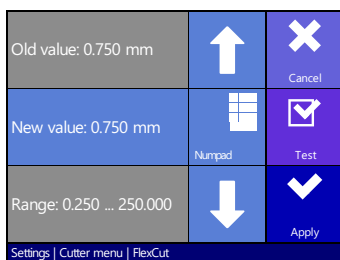 Old value: 0.750 mm
Cancel
New value: 0.750 mm
Numpad
Test
Range: 0.250 ... 250.000
Apply
Settings | Cutter menu | FlexCut